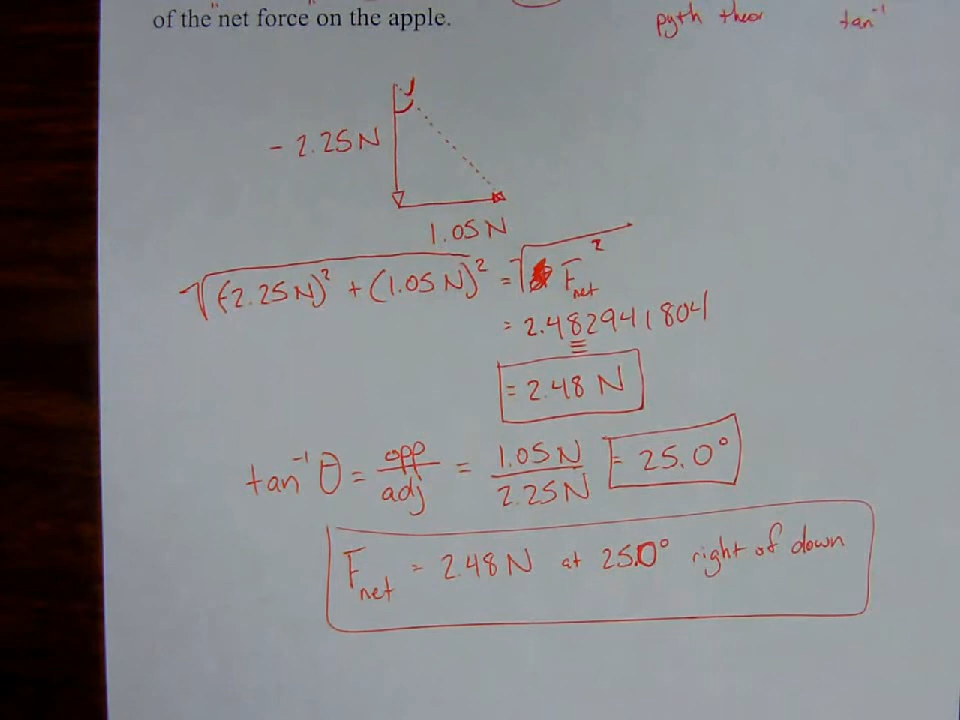 of the "net force" on the apple.
pyth theor tan⁻¹
- 2.25N
1.05N
√(-2.25N)² + (1.05N)² = √Fnet²
= 2.482941804
= 2.48 N
tan⁻¹ θ = opp/adj = 1.05N/2.25N = 25.0°
Fnet = 2.48N at 25.0° right of down